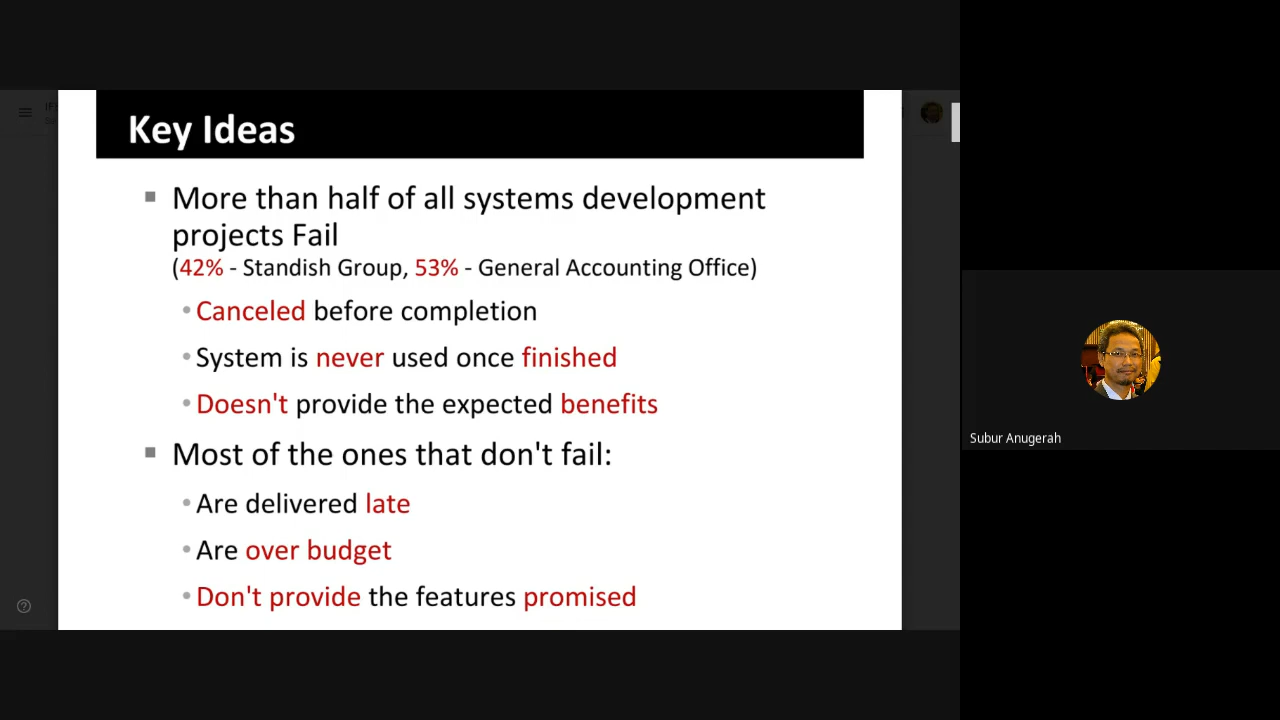 Key Ideas
More than half of all systems development
projects Fail
(42% - Standish Group, 53% - General Accounting Office)
Canceled before completion
System is never used once finished
Doesn't provide the expected benefits
Most of the ones that don't fail:
Are delivered late
Are over budget
Don't provide the features promised
Subur Anugerah